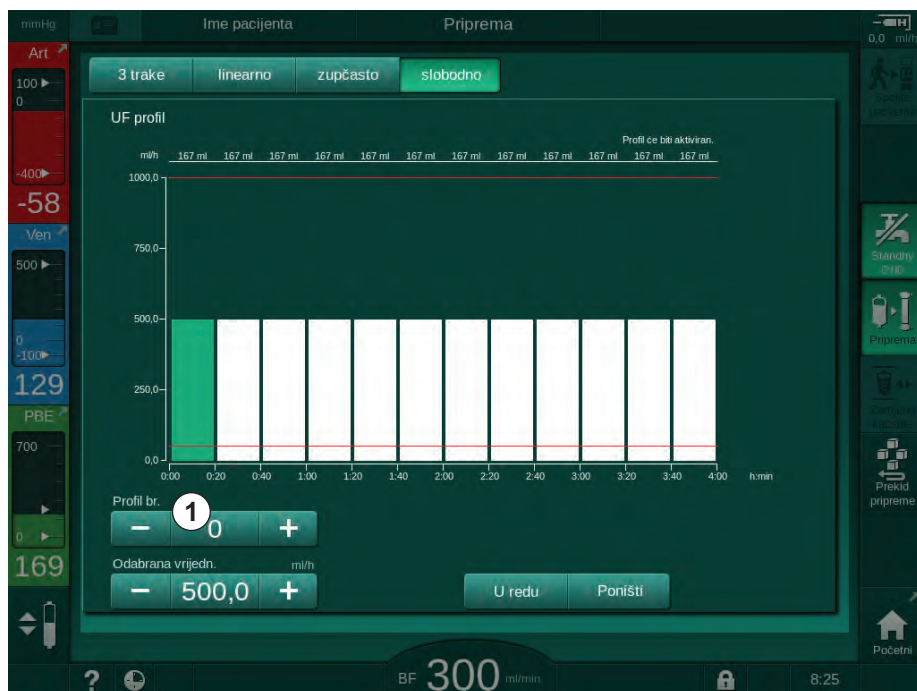 mmHg
Ime pacijenta
Priprema
0,0 ml/h
Art
100
0
-400
-58
Ven
500
0
-100
129
PBE
700
0
169
3 trake
linearno
zupčasto
slobodno
UF profil
Profil će biti aktiviran.
ml/h 167 ml 167 ml 167 ml 167 ml 167 ml 167 ml 167 ml 167 ml 167 ml 167 ml 167 ml 167 ml
1000,0
750,0
500,0
250,0
0,0
0:00 0:20 0:40 1:00 1:20 1:40 2:00 2:20 2:40 3:00 3:20 3:40 4:00 h:min
Profil br.
− 0 +
1
Odabrana vrijedn. ml/h
− 500,0 +
U redu
Poništi
Standby
Priprema
Prekid
pripreme
Početni
? BF 300 ml/min 8:25